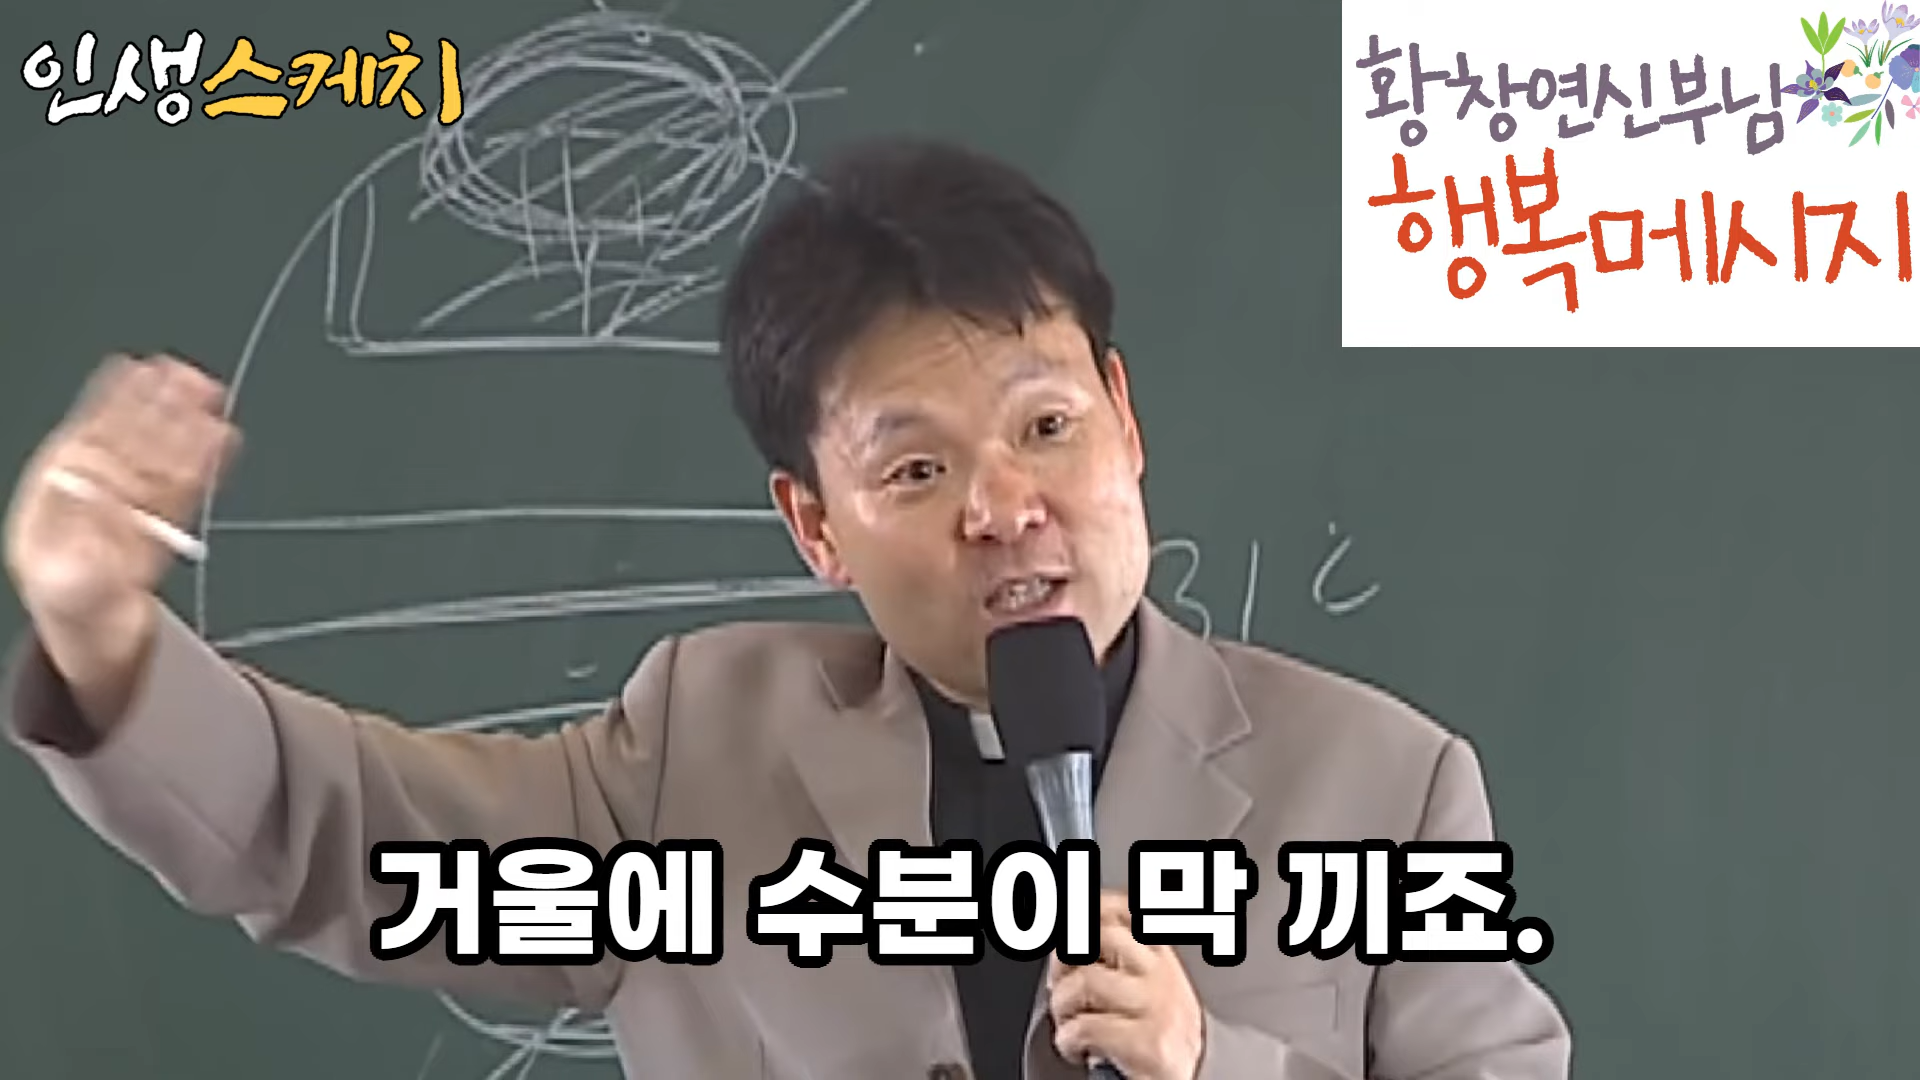 인생스케치
황창연신부님
행복메시지
31
거울에 수분이 막 끼죠.